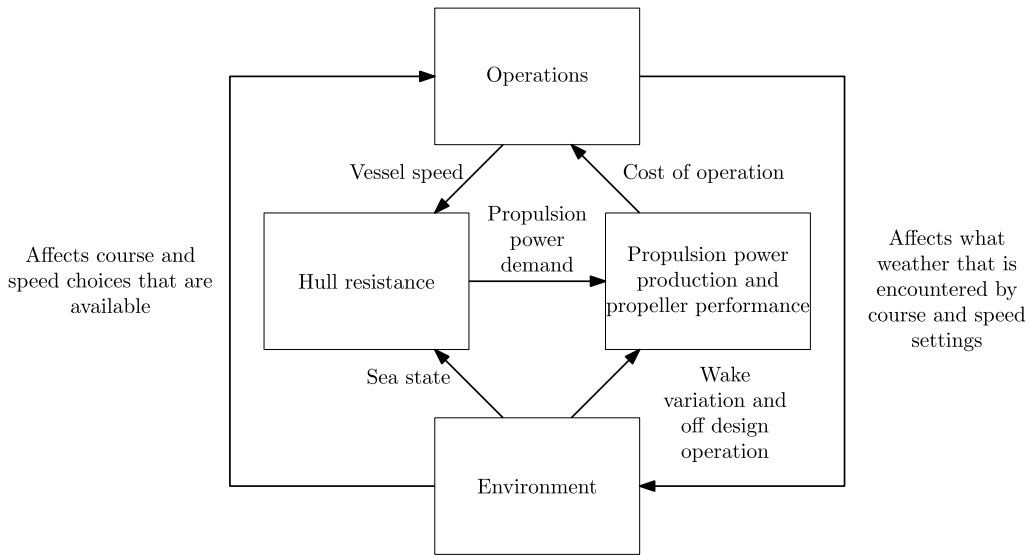 Operations
Vessel speed
Cost of operation
Propulsion
power
demand
Affects course and
speed choices that are
available
Hull resistance
Propulsion power
production and
propeller performance
Affects what
weather that is
encountered by
course and speed
settings
Sea state
Wake
variation and
off design
operation
Environment